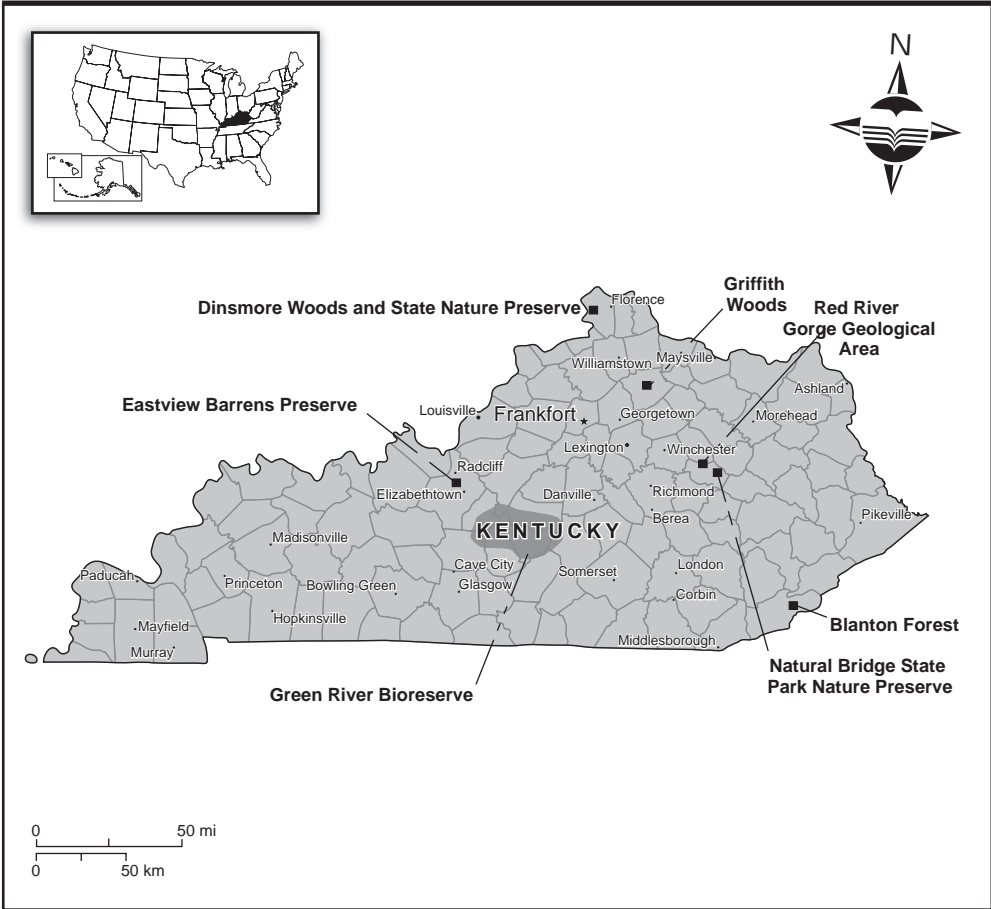 N
Griffith
Woods
Dinsmore Woods and State Nature Preserve
Florence
Red River
Gorge Geological
Area
Williamstown
Maysville
Ashland
Eastview Barrens Preserve
Louisville
Frankfort
Georgetown
Morehead
Lexington
Winchester
Radcliff
Elizabethtown
Danville
Richmond
Berea
Pikeville
KENTUCKY
Madisonville
Cave City
Somerset
London
Paducah
Princeton
Bowling Green
Glasgow
Corbin
Hopkinsville
Mayfield
Blanton Forest
Murray
Middlesborough
Natural Bridge State
Park Nature Preserve
Green River Bioreserve
0 50 mi
0 50 km